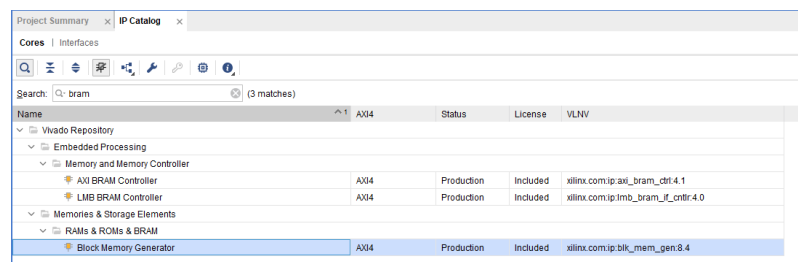 Project Summary × IP Catalog ×
Cores | Interfaces
Search: bram (3 matches)
Name ^1 AXI4 Status License VLNV
Vivado Repository
Embedded Processing
Memory and Memory Controller
AXI BRAM Controller AXI4 Production Included xilinx.com:ip:axi_bram_ctrl:4.1
LMB BRAM Controller AXI4 Production Included xilinx.com:ip:lmb_bram_if_cntlr:4.0
Memories & Storage Elements
RAMs & ROMs & BRAM
Block Memory Generator AXI4 Production Included xilinx.com:ip:blk_mem_gen:8.4